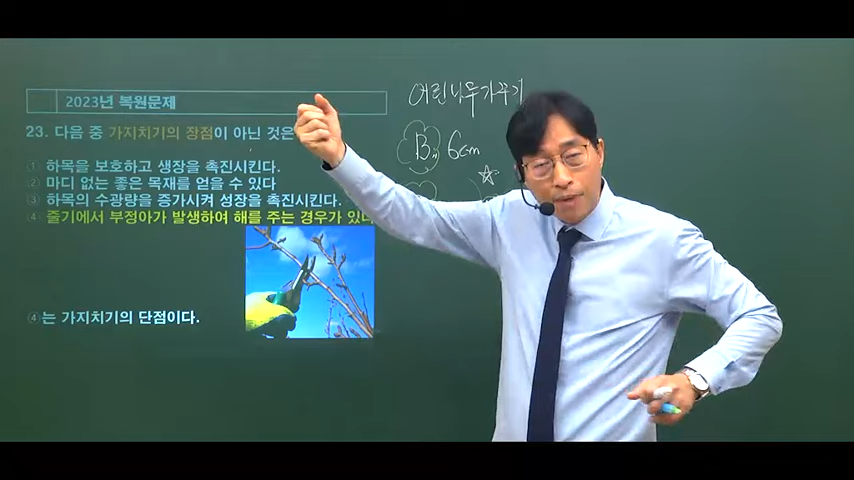 2023년 복원문제
어린나무가꾸기
23. 다음 중 가지치기의 장점이 아닌 것은
B 6cm
① 하목을 보호하고 생장을 촉진시킨다.
② 마디 없는 좋은 목재를 얻을 수 있다
③ 하목의 수광량을 증가시켜 성장을 촉진시킨다.
④ 줄기에서 부정아가 발생하여 해를 주는 경우가 있다
④는 가지치기의 단점이다.